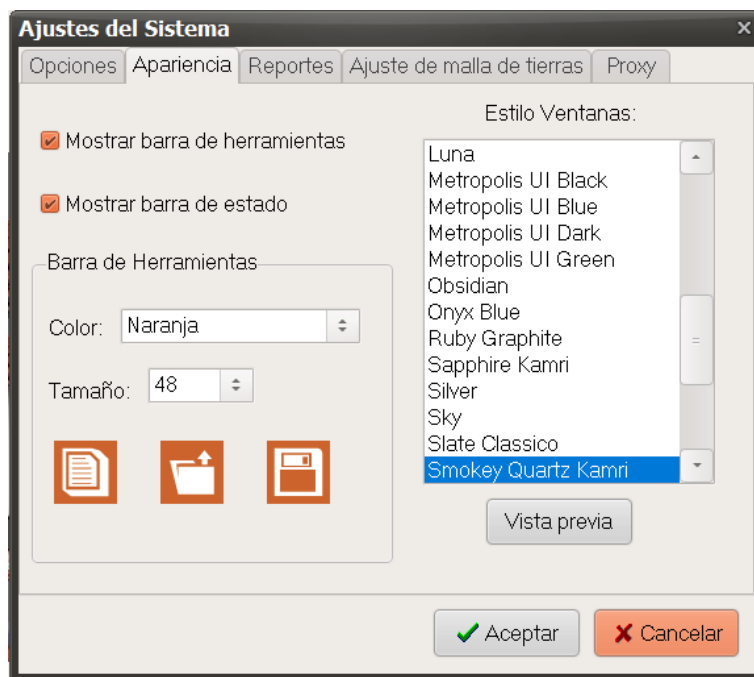 Ajustes del Sistema
Opciones
Apariencia
Reportes
Ajuste de malla de tierras
Proxy
Mostrar barra de herramientas
Mostrar barra de estado
Barra de Herramientas
Color: Naranja
Tamaño: 48
Estilo Ventanas:
Luna
Metropolis UI Black
Metropolis UI Blue
Metropolis UI Dark
Metropolis UI Green
Obsidian
Onyx Blue
Ruby Graphite
Sapphire Kamri
Silver
Sky
Slate Classico
Smokey Quartz Kamri
Vista previa
Aceptar
Cancelar